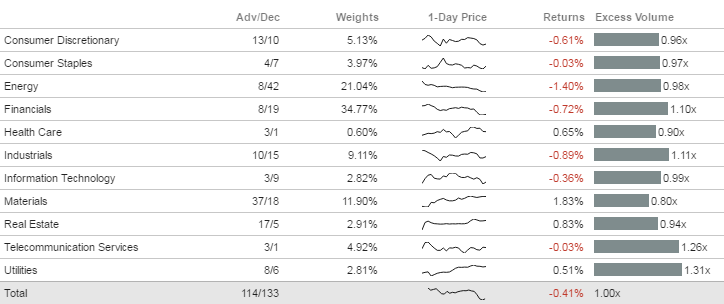 Adv/Dec Weights 1-Day Price Returns Excess Volume
Consumer Discretionary 13/10 5.13% -0.61% 0.96x
Consumer Staples 4/7 3.97% -0.03% 0.97x
Energy 8/42 21.04% -1.40% 0.98x
Financials 8/19 34.77% -0.72% 1.10x
Health Care 3/1 0.60% 0.65% 0.90x
Industrials 10/15 9.11% -0.89% 1.11x
Information Technology 3/9 2.82% -0.36% 0.99x
Materials 37/18 11.90% 1.83% 0.80x
Real Estate 17/5 2.91% 0.83% 0.94x
Telecommunication Services 3/1 4.92% -0.03% 1.26x
Utilities 8/6 2.81% 0.51% 1.31x
Total 114/133 -0.41% 1.00x